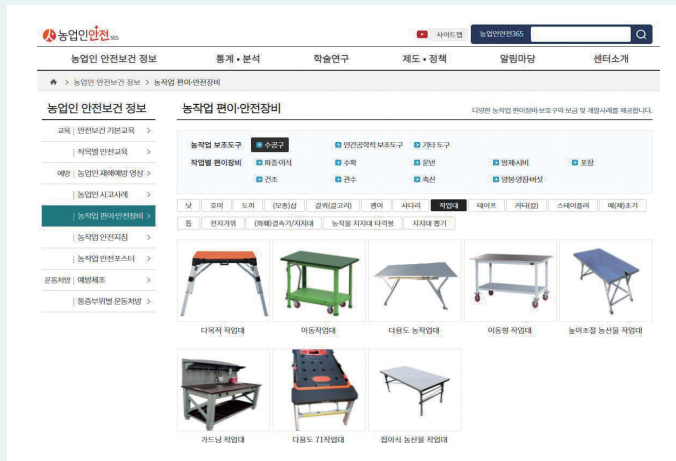 농업인안전365
사이트맵 농업인안전365
농업인 안전보건 정보 통계•분석 학술연구 제도•정책 알림마당 센터소개
> 농업인 안전보건 정보 > 농작업 편이·안전장비
농업인 안전보건 정보
교육 | 안전보건 기본교육 >
| 작목별 안전교육 >
예방 | 농업인 재해예방 영상 >
| 농업인 사고사례 >
| 농작업 편이·안전장비 >
| 농작업 안전지침 >
| 농작업 안전포스터 >
운동처방 | 예방체조 >
| 통증부위별 운동처방 >
농작업 편이·안전장비
다양한 농작업 편이장비·보호구의 보급 및 개발사례를 제공합니다.
농작업 보조도구 수공구 인간공학적 보조도구 기타 도구
작업별 편이장비 파종·이식 수확 운반 방제·시비 포장
건조 관수 축산 양봉·양잠·버섯
낫 호미 도끼 (모종)삽 갈퀴(갈고리) 괭이 사다리 작업대 테이프 커터(칼) 스테이플러 예(제)초기
톱 전지가위 (화훼)결속기/지지대 농작물 지지대 타격봉 지지대 뽑기
다목적 작업대 이동작업대 다용도 농작업대 이동형 작업대 높이조절 농산물 작업대
가드닝 작업대 다용도 71작업대 접이식 농산물 작업대